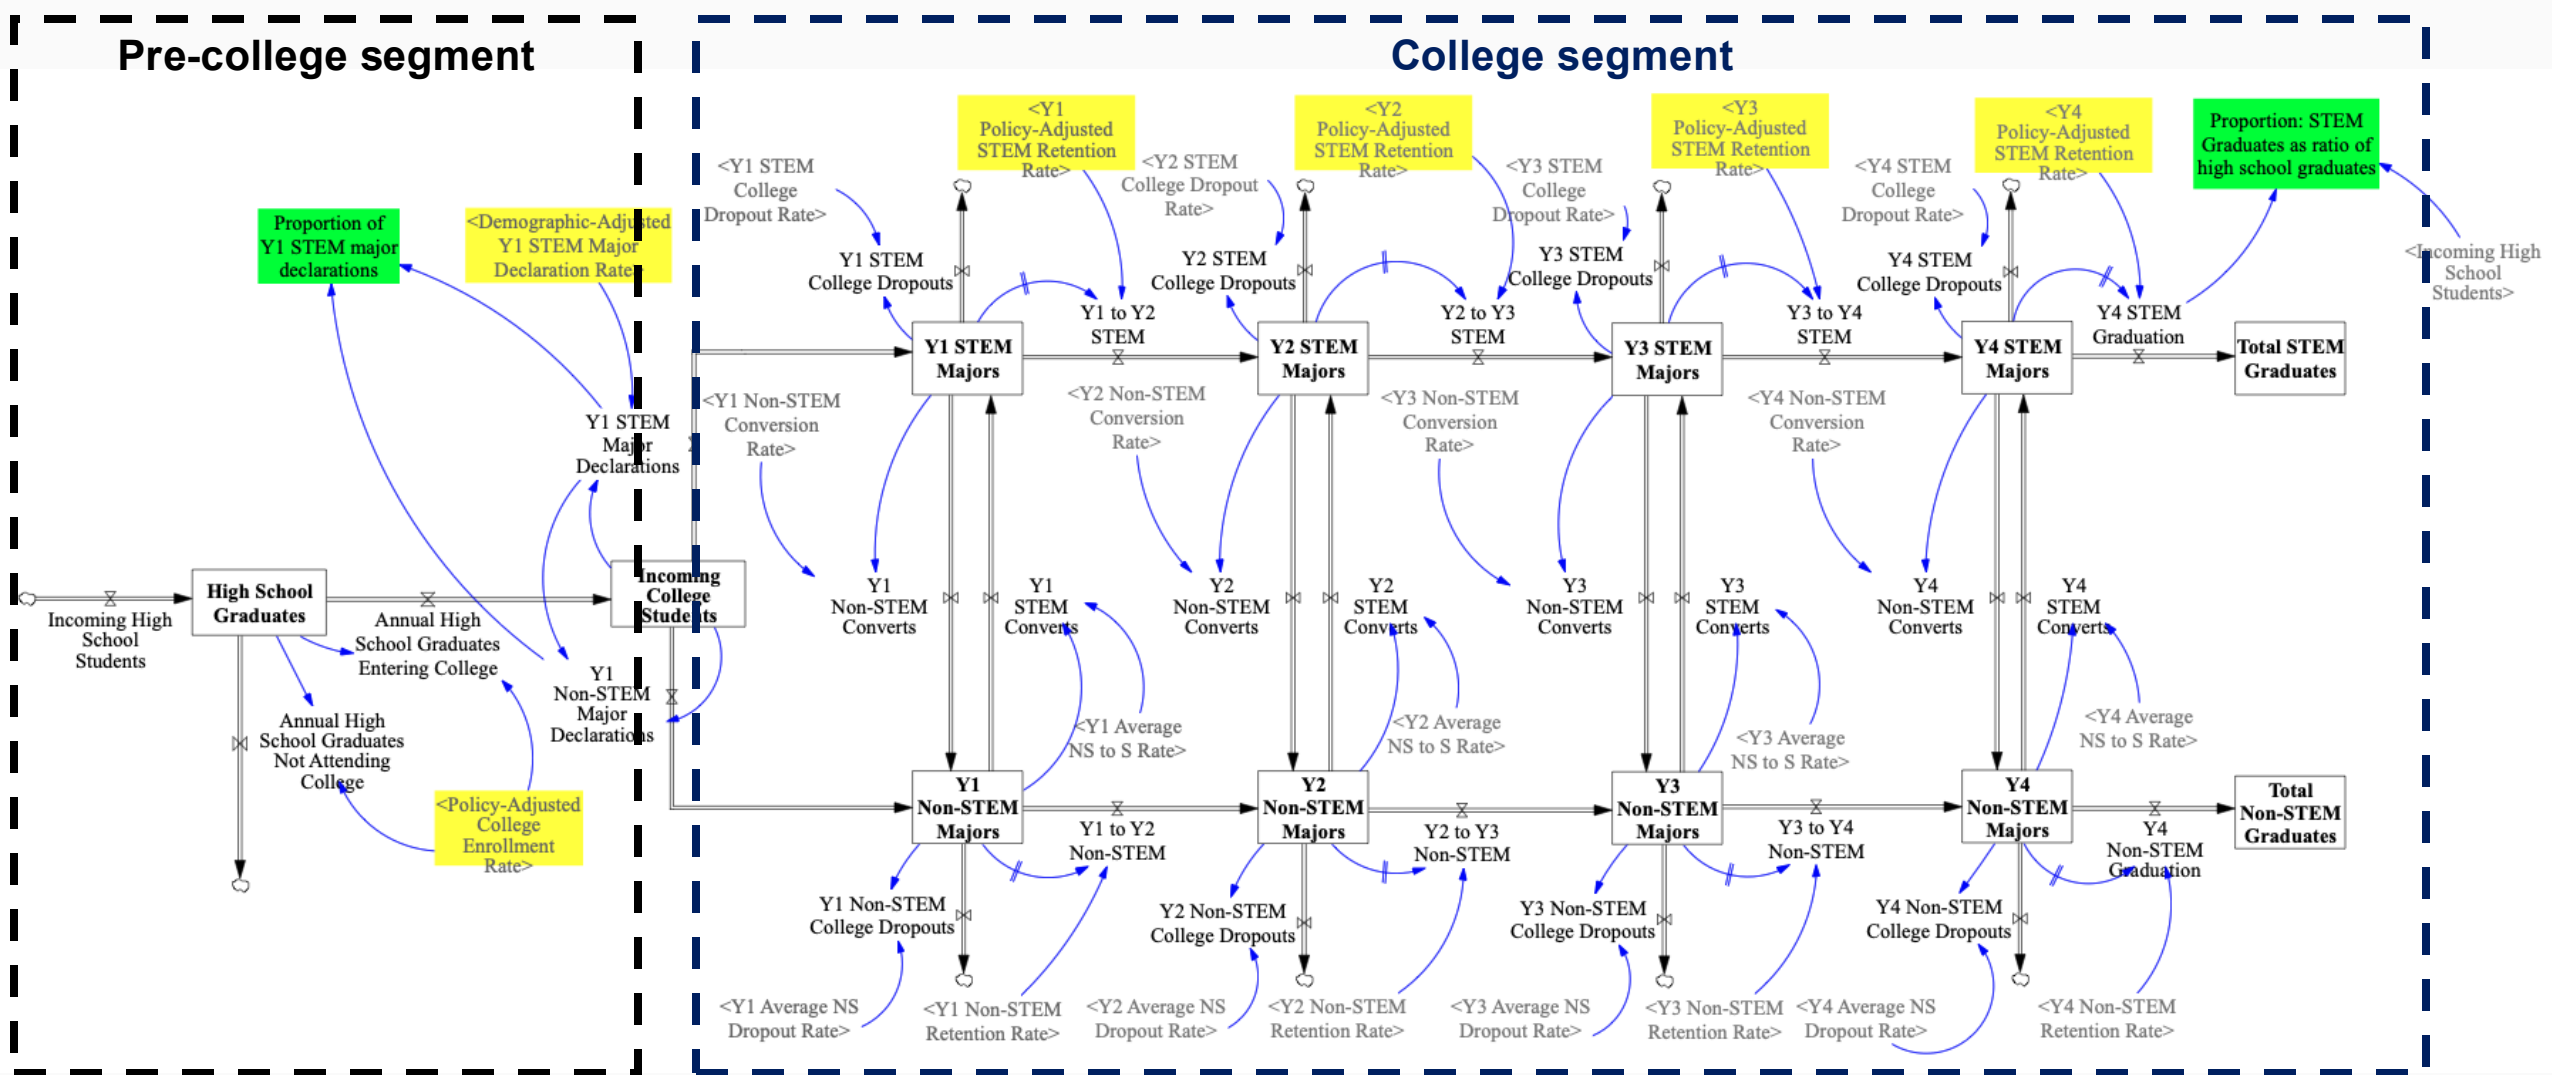 Pre-college segment
College segment
Proportion of
Y1 STEM major
declarations
<Demographic-Adjusted
Y1 STEM Major
Declaration Rate>
Y1 STEM
Major
Declarations
Incoming High
School
Students
High School
Graduates
Annual High
School Graduates
Entering College
Annual High
School Graduates
Not Attending
College
<Policy-Adjusted
College
Enrollment
Rate>
Incoming
College
Students
Y1
Non-STEM
Major
Declarations
<Y1 STEM
College
Dropout Rate>
<Y1
Policy-Adjusted
STEM Retention
Rate>
Y1 STEM
College Dropouts
Y1 to Y2
STEM
Y1 STEM
Majors
<Y2 STEM
College Dropout
Rate>
<Y2
Policy-Adjusted
STEM Retention
Rate>
Y2 STEM
College Dropouts
Y2 to Y3
STEM
Y2 STEM
Majors
<Y3 STEM
College
Dropout Rate>
<Y3
Policy-Adjusted
STEM Retention
Rate>
Y3 STEM
College Dropouts
Y3 to Y4
STEM
Y3 STEM
Majors
<Y4 STEM
College
Dropout Rate>
<Y4
Policy-Adjusted
STEM Retention
Rate>
Y4 STEM
College Dropouts
Y4 STEM
Graduation
Y4 STEM
Majors
Proportion: STEM
Graduates as ratio of
high school graduates
<Incoming High
School
Students>
Total STEM
Graduates
<Y1 Non-STEM
Conversion
Rate>
<Y2 Non-STEM
Conversion
Rate>
<Y3 Non-STEM
Conversion
Rate>
<Y4 Non-STEM
Conversion
Rate>
Y1
Non-STEM
Converts
Y1
STEM
Converts
Y2
Non-STEM
Converts
Y2
STEM
Converts
Y3
Non-STEM
Converts
Y3
STEM
Converts
Y4
Non-STEM
Converts
Y4
STEM
Converts
<Y1 Average
NS to S Rate>
<Y2 Average
NS to S Rate>
<Y3 Average
NS to S Rate>
<Y4 Average
NS to S Rate>
Y1
Non-STEM
Majors
Y1 to Y2
Non-STEM
Y2
Non-STEM
Majors
Y2 to Y3
Non-STEM
Y3
Non-STEM
Majors
Y3 to Y4
Non-STEM
Y4
Non-STEM
Majors
Y4
Non-STEM
Graduation
Total
Non-STEM
Graduates
Y1 Non-STEM
College Dropouts
Y2 Non-STEM
College Dropouts
Y3 Non-STEM
College Dropouts
Y4 Non-STEM
College Dropouts
<Y1 Average NS
Dropout Rate>
<Y1 Non-STEM
Retention Rate>
<Y2 Average NS
Dropout Rate>
<Y2 Non-STEM
Retention Rate>
<Y3 Average NS
Dropout Rate>
<Y3 Non-STEM
Retention Rate>
<Y4 Average NS
Dropout Rate>
<Y4 Non-STEM
Retention Rate>